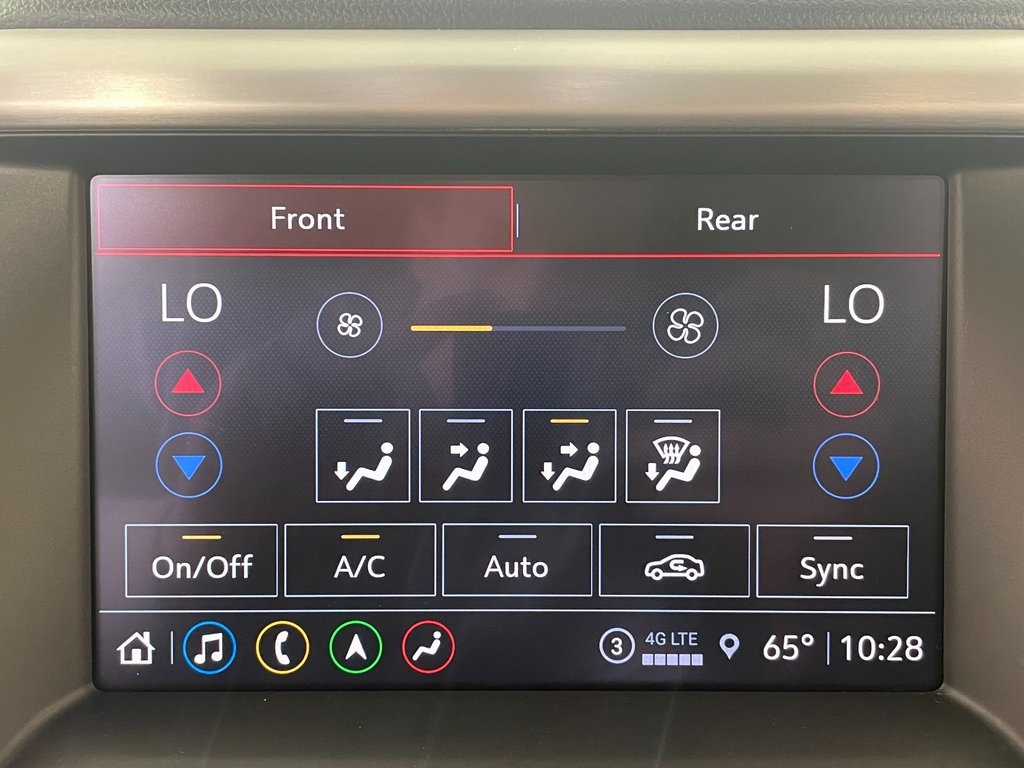 Front
Rear
LO
LO
On/Off
A/C
Auto
Sync
3
4G LTE
65°
10:28